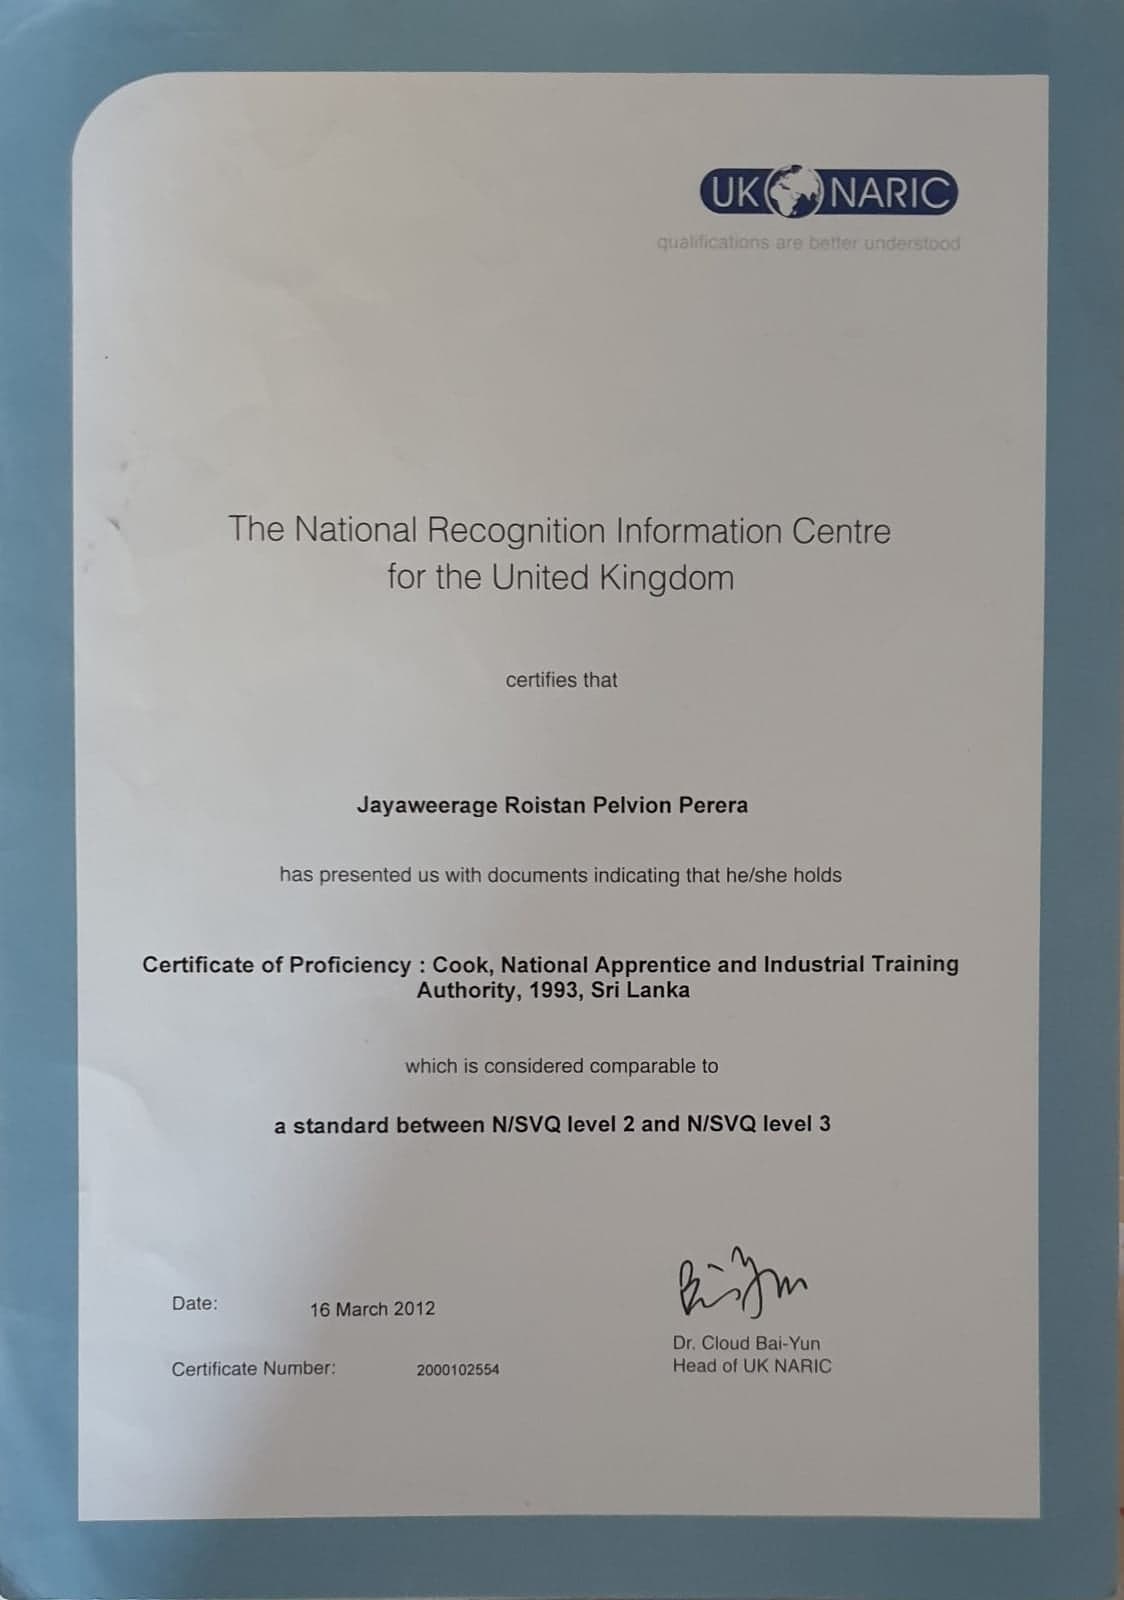 UK NARIC
qualifications are better understood
The National Recognition Information Centre
for the United Kingdom
certifies that
Jayaweerage Roistan Pelvion Perera
has presented us with documents indicating that he/she holds
Certificate of Proficiency : Cook, National Apprentice and Industrial Training
Authority, 1993, Sri Lanka
which is considered comparable to
a standard between N/SVQ level 2 and N/SVQ level 3
Date: 16 March 2012
Certificate Number: 2000102554
Dr. Cloud Bai-Yun
Head of UK NARIC